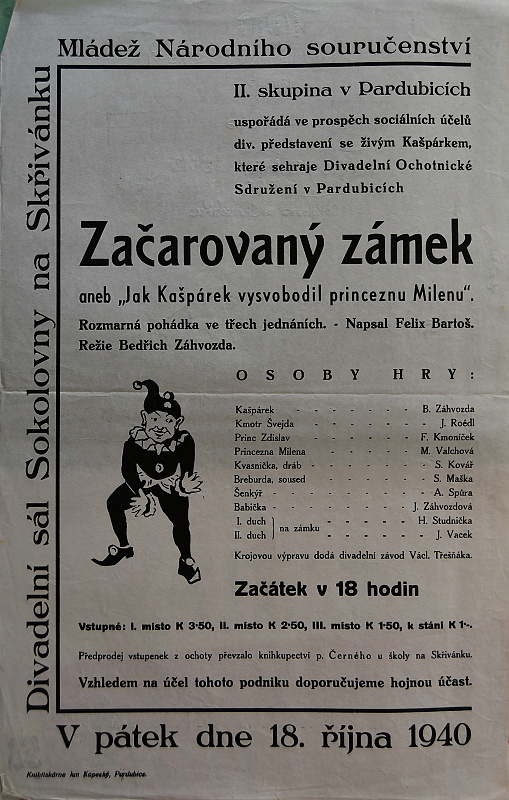 Mládež Národního souručenství
Divadelní sál Sokolovny na Skřivánku
II. skupina v Pardubicích
uspořádá ve prospěch sociálních účelů
div. představení se živým Kašpárkem,
které sehraje Divadelní Ochotnické
Sdružení v Pardubicích
Začarovaný zámek
aneb „Jak Kašpárek vysvobodil princeznu Milenu“.
Rozmarná pohádka ve třech jednáních. - Napsal Felix Bartoš.
Režie Bedřich Záhvozda.
OSOBY HRY:
Kašpárek - - - - - - - B. Záhvozda
Kmotr Švejda - - - - - - - J. Roédl
Princ Zdislav - - - - - - - F. Kmoníček
Princezna Milena - - - - - - M. Valchová
Kvasnička, dráb - - - - - - - S. Kovář
Breburda, soused - - - - - - S. Maška
Šenkýř - - - - - - - A. Spůra
Babička - - - - - - - J. Záhvozdová
I. duch } na zámku - - - - - H. Studnička
II. duch } - - - - - J. Vacek
Krojovou výpravu dodá divadelní závod Václ. Trešňáka.
Začátek v 18 hodin
Vstupné: I. místo K 3·50, II. místo K 2·50, III. místo K 1·50, k stání K 1·-.
Předprodej vstupenek z ochoty převzalo knihkupectví p. Černého u školy na Skřivánku.
Vzhledem na účel tohoto podniku doporučujeme hojnou účast.
V pátek dne 18. října 1940
Knihtiskárna Jan Kopecký, Pardubice.